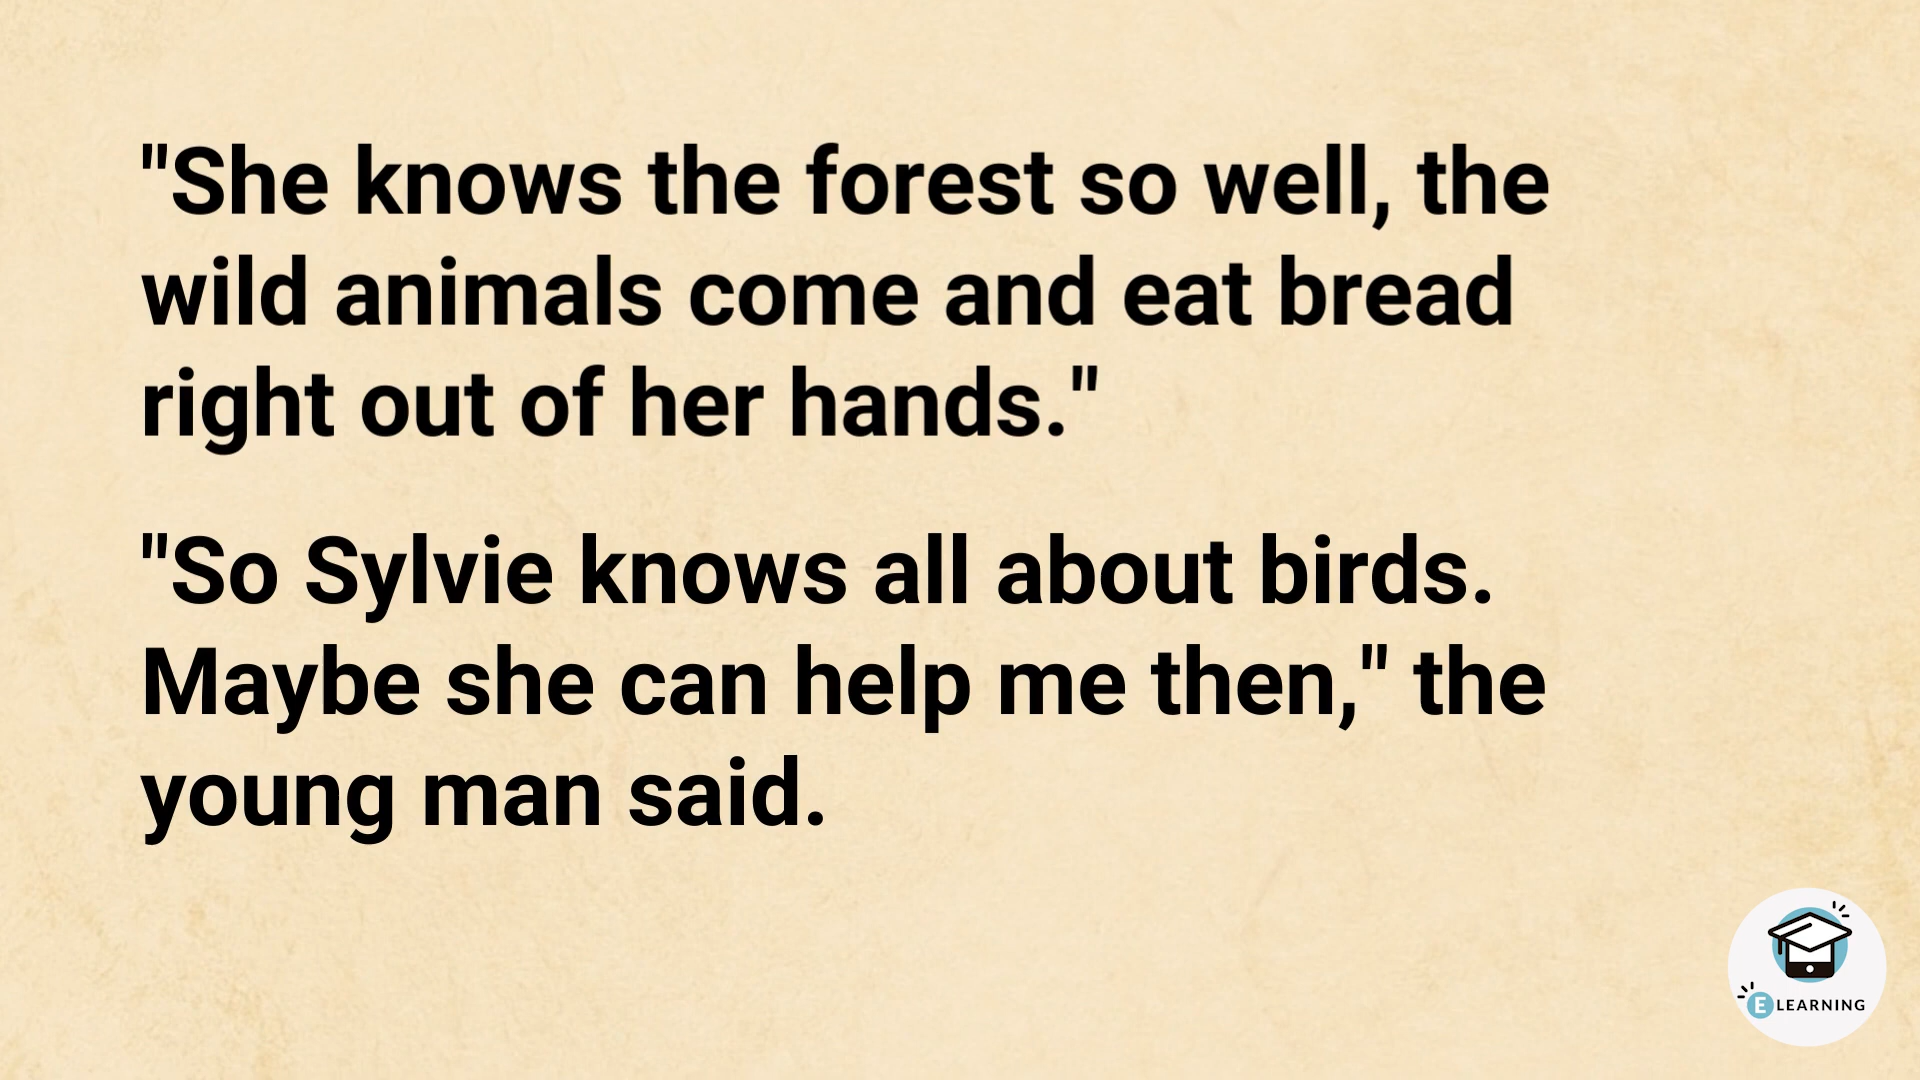 "She knows the forest so well, the
wild animals come and eat bread
right out of her hands."
"So Sylvie knows all about birds.
Maybe she can help me then," the
young man said.
E LEARNING